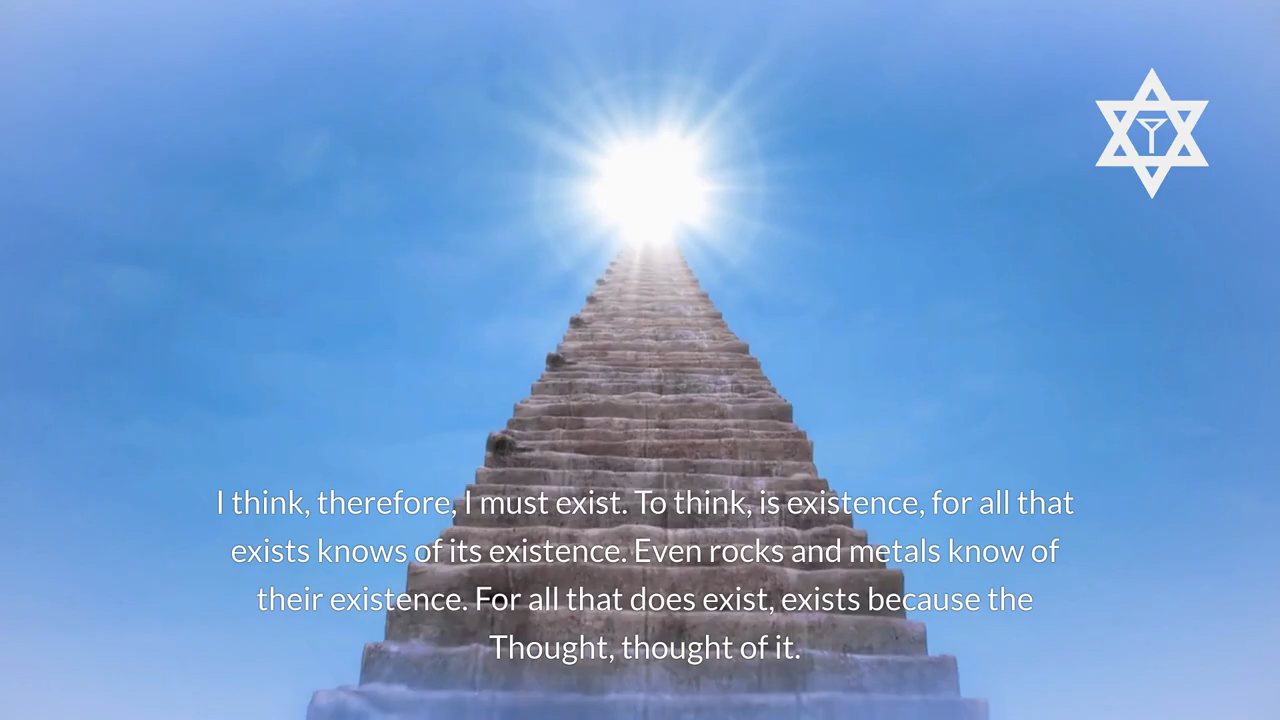 I think, therefore, I must exist. To think, is existence, for all that
exists knows of its existence. Even rocks and metals know of
their existence. For all that does exist, exists because the
Thought, thought of it.